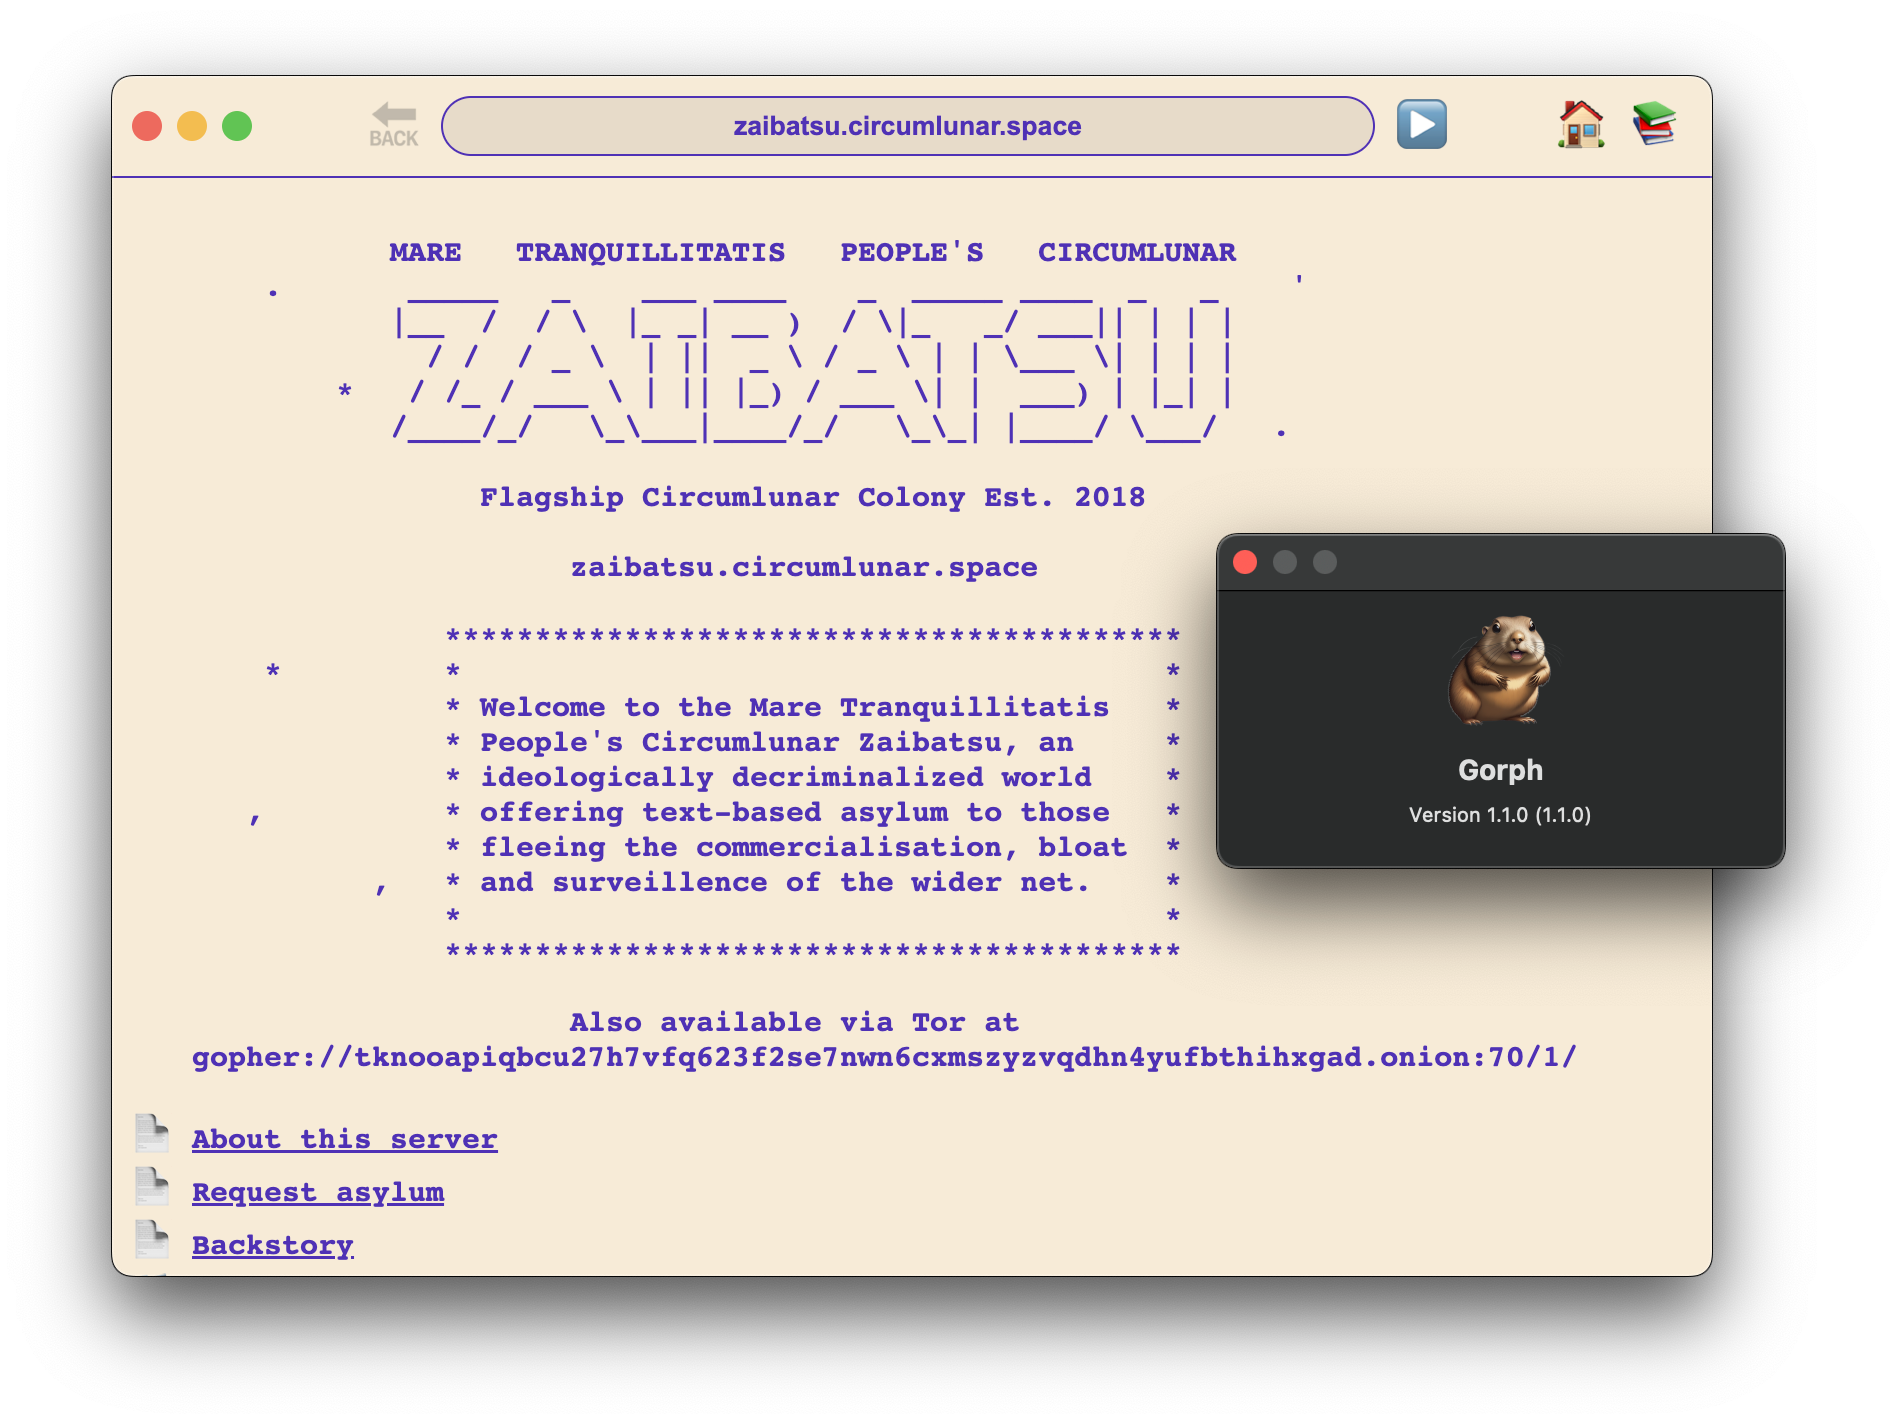 BACK
zaibatsu.circumlunar.space
MARE TRANQUILLITATIS PEOPLE'S CIRCUMLUNAR
ZAIBATSU
Flagship Circumlunar Colony Est. 2018
zaibatsu.circumlunar.space
*****************************************
* *
* Welcome to the Mare Tranquillitatis *
* People's Circumlunar Zaibatsu, an *
* ideologically decriminalized world *
* offering text-based asylum to those *
* fleeing the commercialisation, bloat *
* and surveillence of the wider net. *
* *
*****************************************
Also available via Tor at
gopher://tknooapiqbcu27h7vfq623f2se7nwn6cxmszyzvqdhn4yufbthihxgad.onion:70/1/
About this server
Request asylum
Backstory
Gorph
Version 1.1.0 (1.1.0)